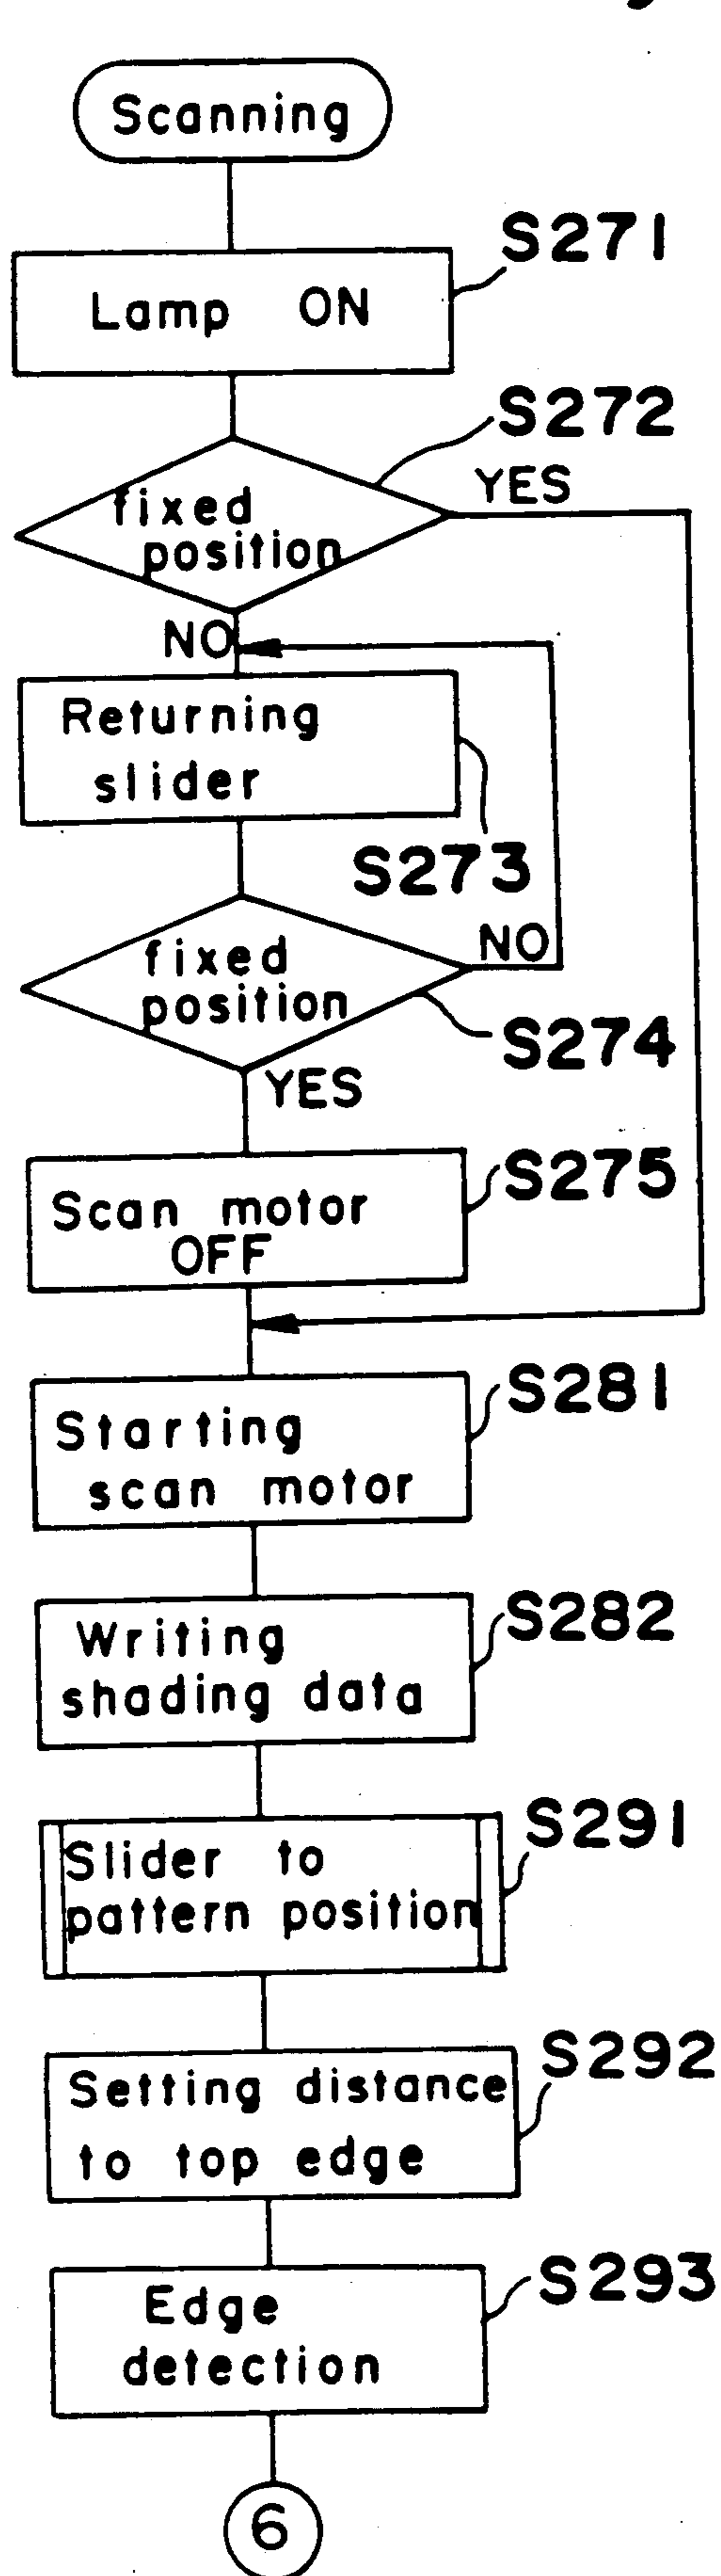 Scanning
S271
Lamp ON
S272
YES
fixed
position
NO
Returning
slider
S273
NO
fixed
position
S274
YES
S275
Scan motor
OFF
S281
Starting
scan motor
S282
Writing
shading data
S291
Slider to
pattern position
S292
Setting distance
to top edge
S293
Edge
detection
6